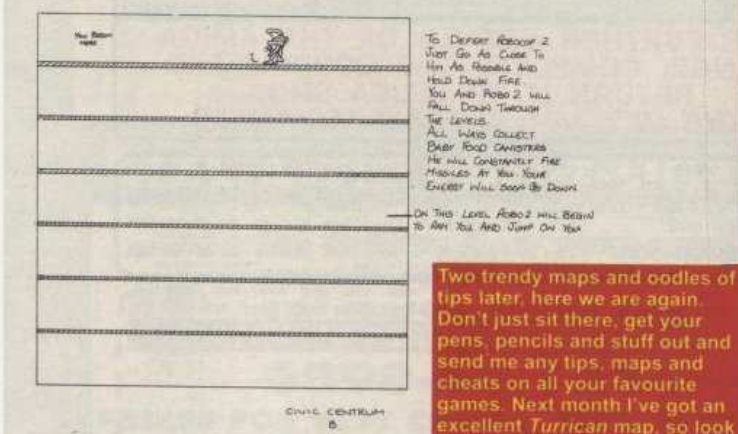 You Begin
Here
To Defeat Robocop 2
Just Go As Close To
Him As Possible And
Hold Down Fire.
You And Robo 2 will
Fall Down Through
The Levels.
All Ways Collect
Baby Food Canisters
He will Constantly Fire
Missiles At You. Your
Energy Will Soon Go Down
On This Level Robo 2 will Begin
To Ram You And Jump On You
Civic Centrum
B
Two trendy maps and oodles of
tips later, here we are again.
Don't just sit there, get your
pens, pencils and stuff out and
send me any tips, maps and
cheats on all your favourite
games. Next month I've got an
excellent Turrican map, so look